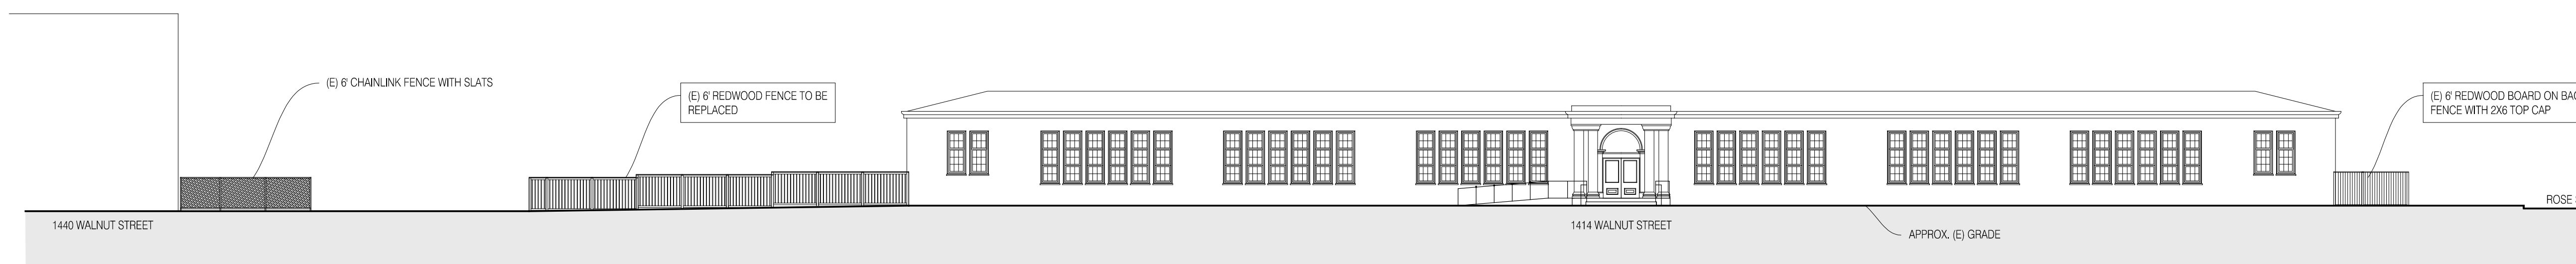 (E) 6' CHAINLINK FENCE WITH SLATS
(E) 6' REDWOOD FENCE TO BE
REPLACED
(E) 6' REDWOOD BOARD ON
FENCE WITH 2X6 TOP CAP
ROSE
1440 WALNUT STREET
1414 WALNUT STREET
APPROX. (E) GRADE